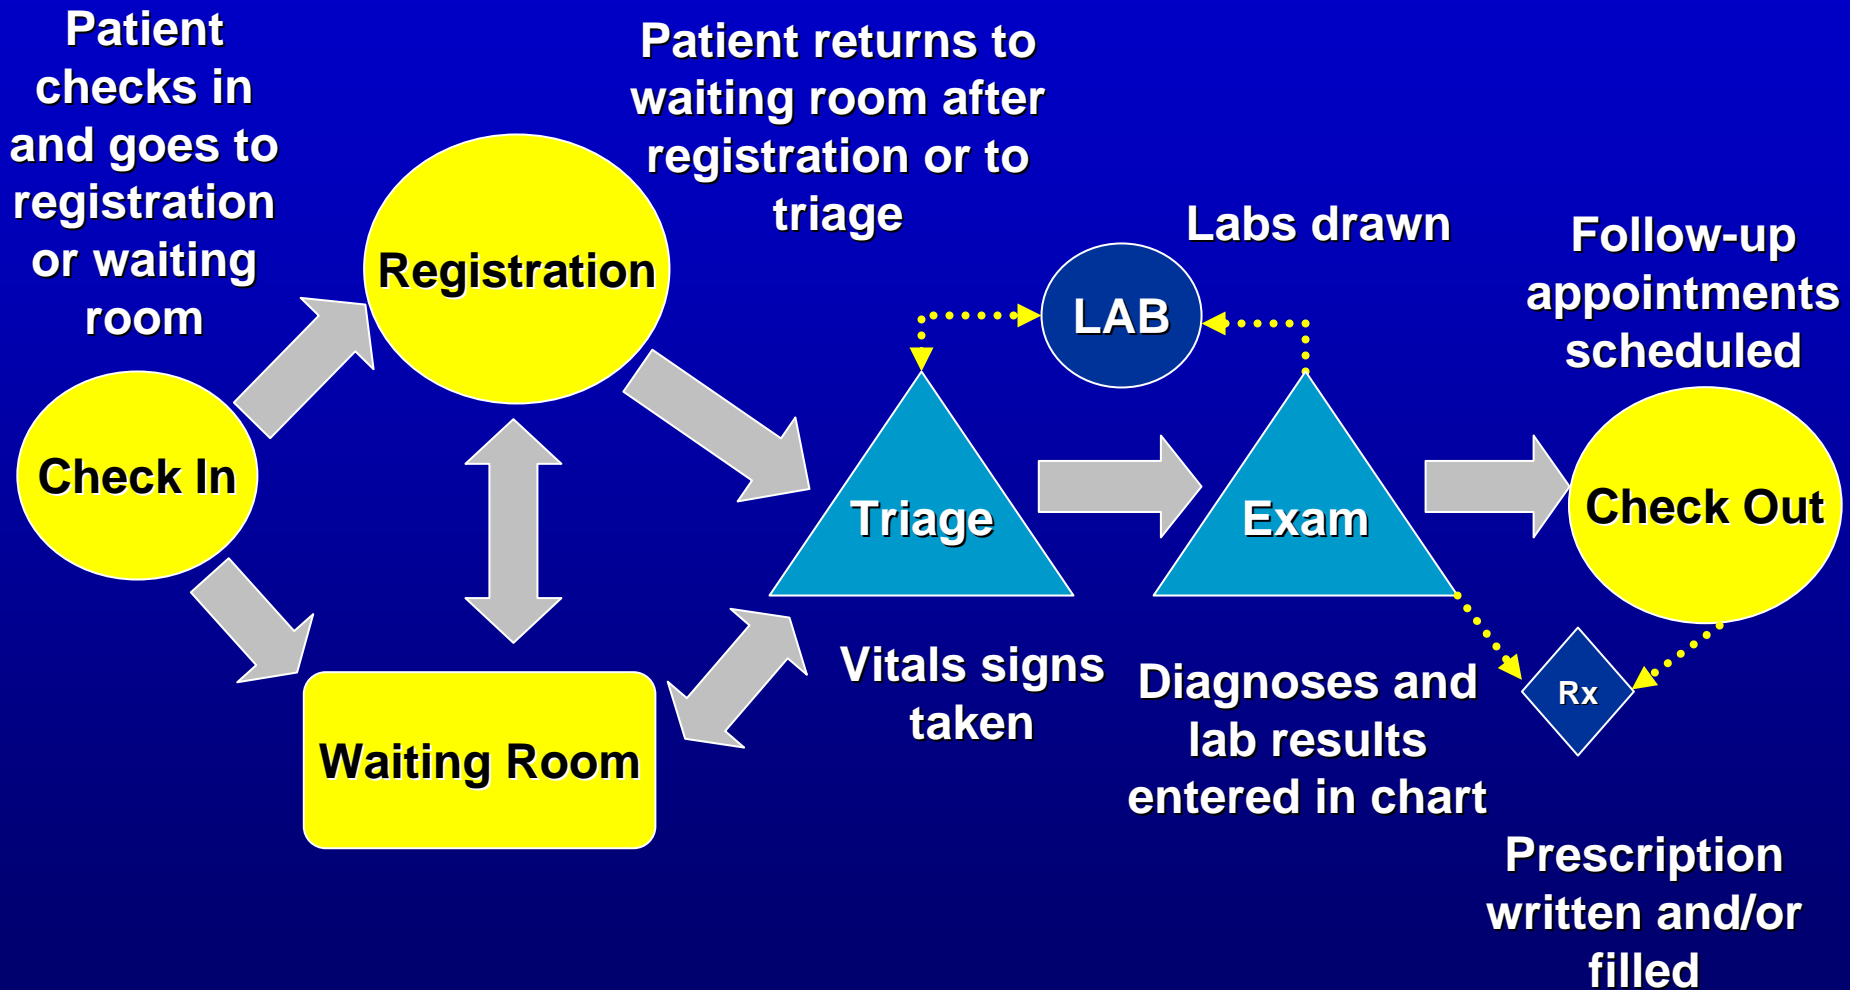 Patient
checks in
and goes to
registration
or waiting
room
Patient returns to
waiting room after
registration or to
triage
Registration
Labs drawn
LAB
Follow-up
appointments
scheduled
Check In
Triage
Exam
Check Out
Waiting Room
Vitals signs
taken
Diagnoses and
lab results
entered in chart
Rx
Prescription
written and/or
filled